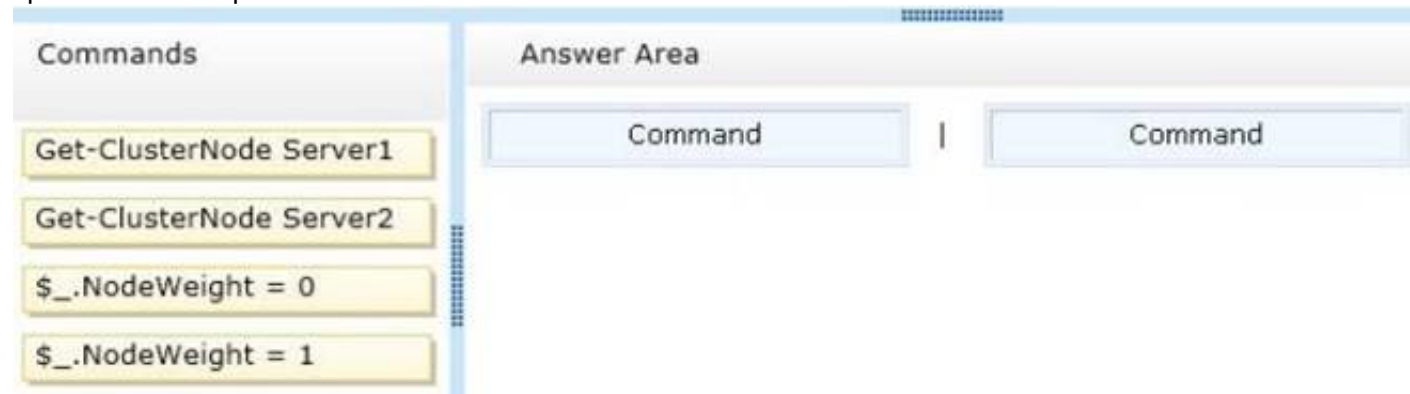 Commands
Answer Area
Command | Command
Get-ClusterNode Server1
Get-ClusterNode Server2
$_.NodeWeight = 0
$_.NodeWeight = 1